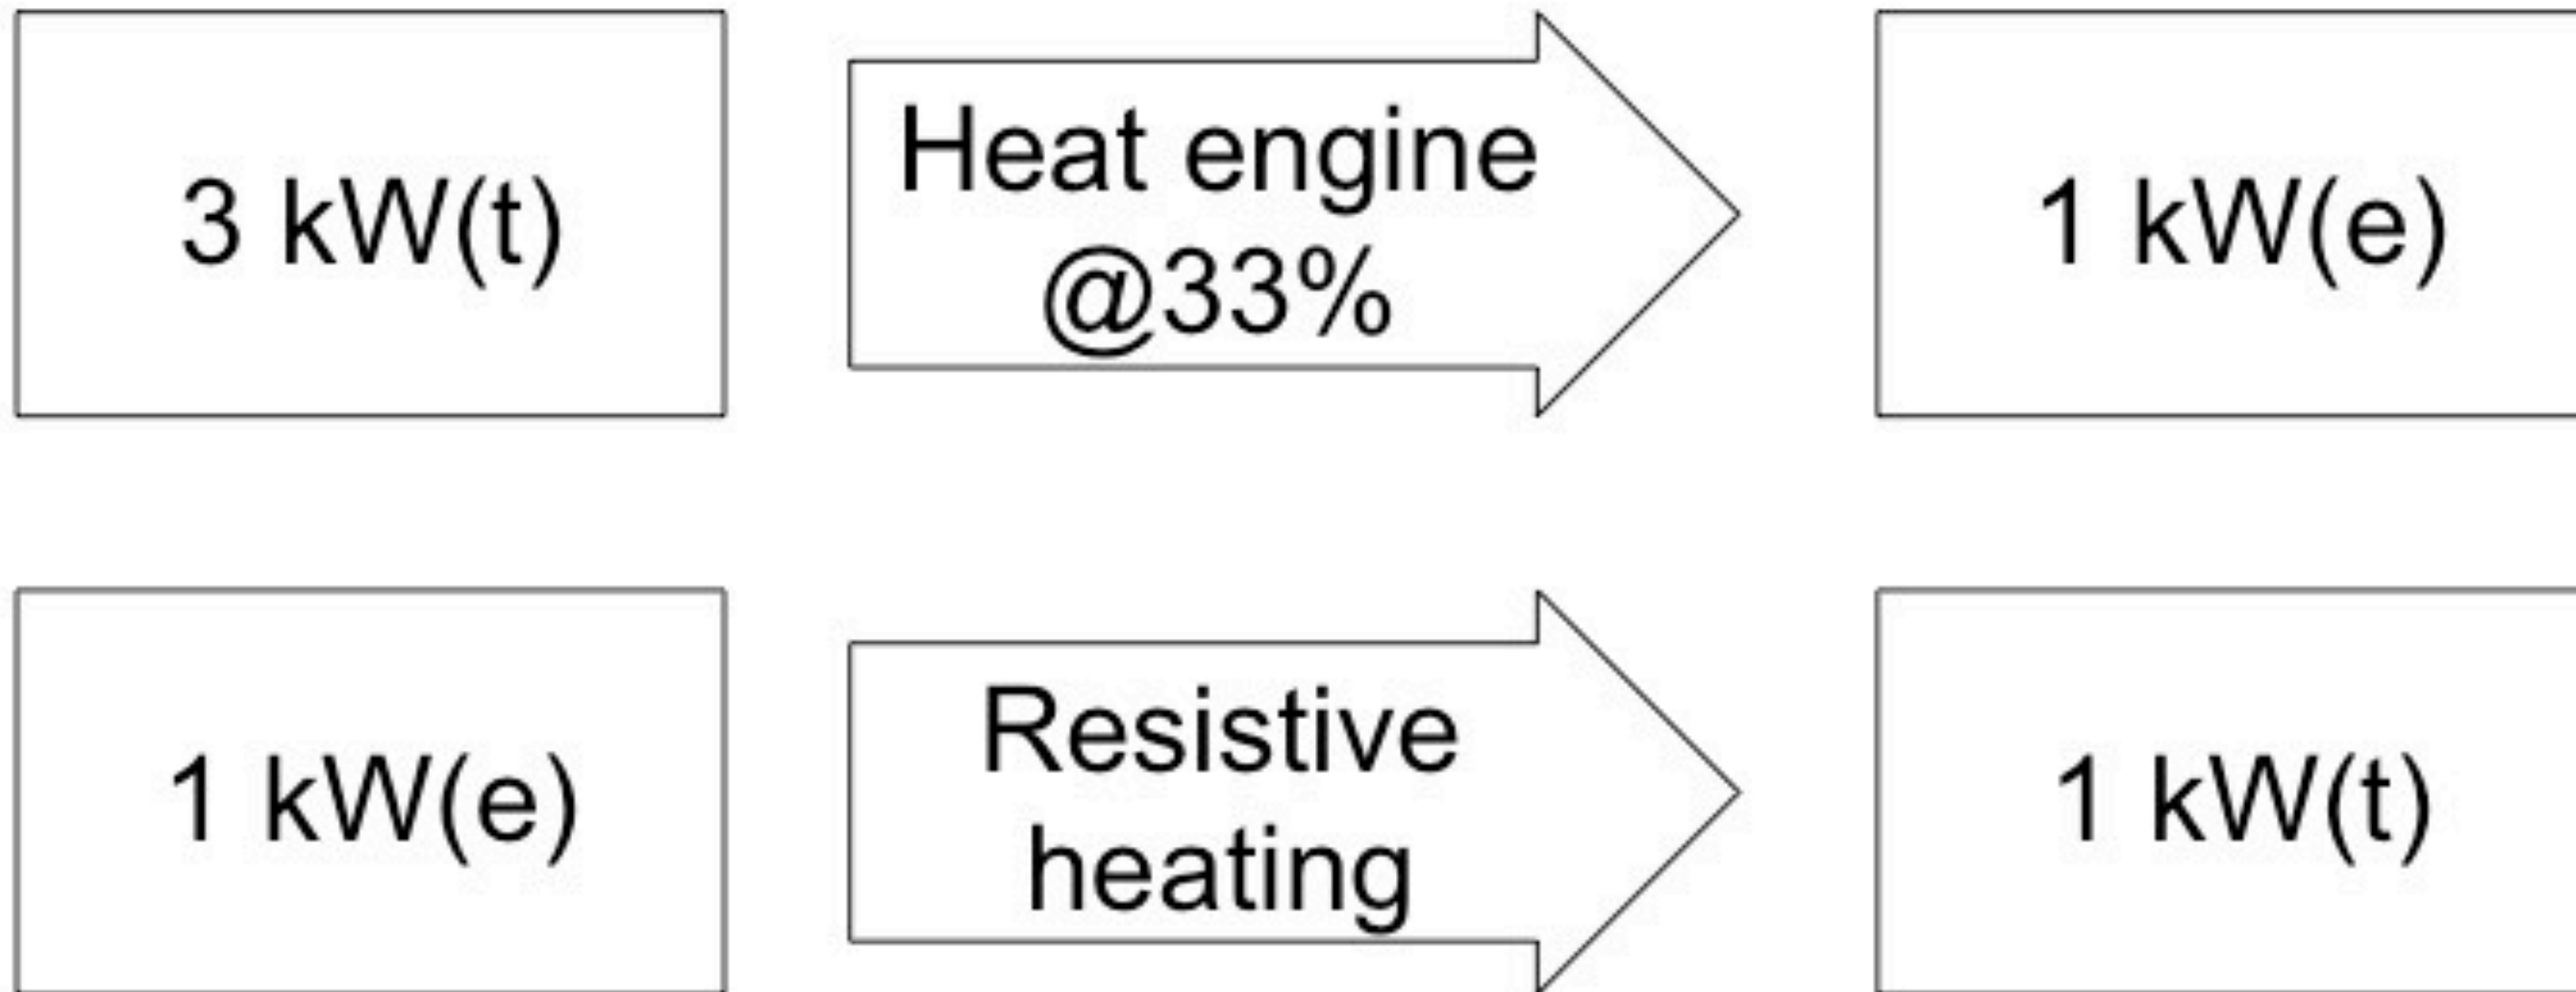 3 kW(t)
Heat engine
@33%
1 kW(e)
1 kW(e)
Resistive
heating
1 kW(t)